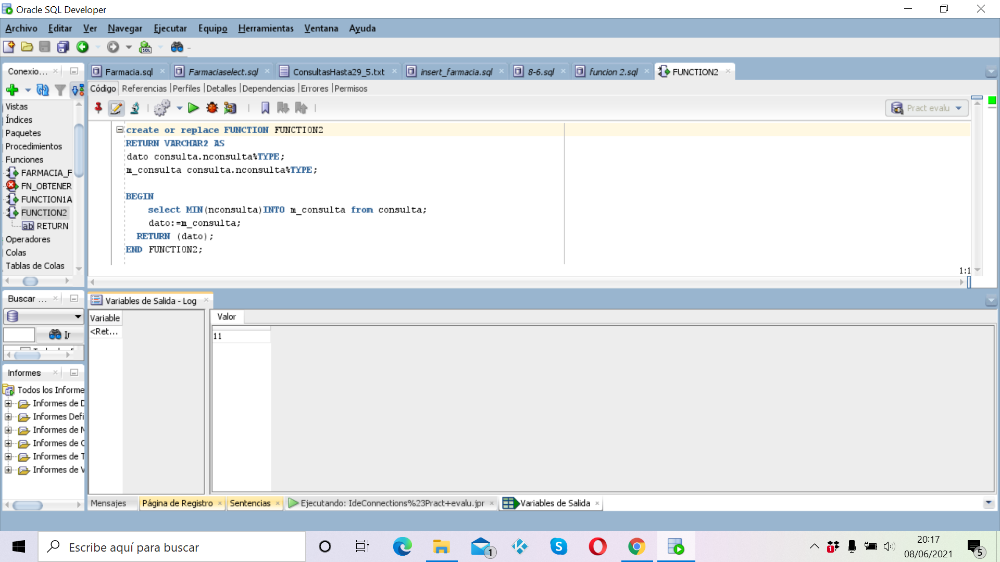 Oracle SQL Developer
Archivo Editar Ver Navegar Ejecutar Equipo Herramientas Ventana Ayuda
Conexio...
Farmacia.sql
Farmaciaselect.sql
ConsultasHasta29_5.txt
insert_farmacia.sql
8-6.sql
funcion 2.sql
FUNCTION2
Código Referencias Perfiles Detalles Dependencias Errores Permisos
Pract evalu
Vistas
Índices
Paquetes
Procedimientos
Funciones
FARMACIA_F
FN_OBTENER
FUNCTION1A
FUNCTION2
RETURN
Operadores
Colas
Tablas de Colas
create or replace FUNCTION FUNCTION2
RETURN VARCHAR2 AS
dato consulta.nconsulta%TYPE;
m_consulta consulta.nconsulta%TYPE;
BEGIN
select MIN(nconsulta)INTO m_consulta from consulta;
dato:=m_consulta;
RETURN (dato);
END FUNCTION2;
1:1
Buscar ...
Ir
Informes
Todos los Informe
Informes de D
Informes Defi
Informes de M
Informes de C
Informes de T
Informes de V
Variables de Salida - Log
Variable
<Ret...
Valor
11
Mensajes
Página de Registro
Sentencias
Ejecutando: IdeConnections%23Pract+evalu.jpr
Variables de Salida
Escribe aquí para buscar
1
1
20:17
08/06/2021
5